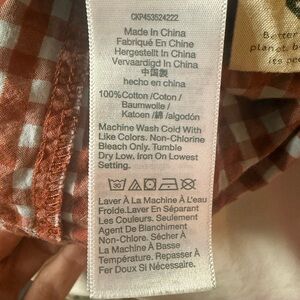 CKP453524222
Made In China
Fabriqué En Chine
Hergestellt In China
Vervaardigd In China
中国製
hecho en china
100%Cotton/Coton/
Baumwolle/
Katoen/綿/algodón
Machine Wash Cold With
Like Colors. Non-Chlorine
Bleach Only. Tumble
Dry Low. Iron On Lowest
Setting.
Laver À La Machine À L'eau
Froide.Laver En Séparant
Les Couleurs. Seulement
Agent De Blanchiment
Non-Chlore. Sécher À
La Machine À Basse
Température. Repasser À
Fer Doux Si Nécessaire.
Better
planet, b
its pe